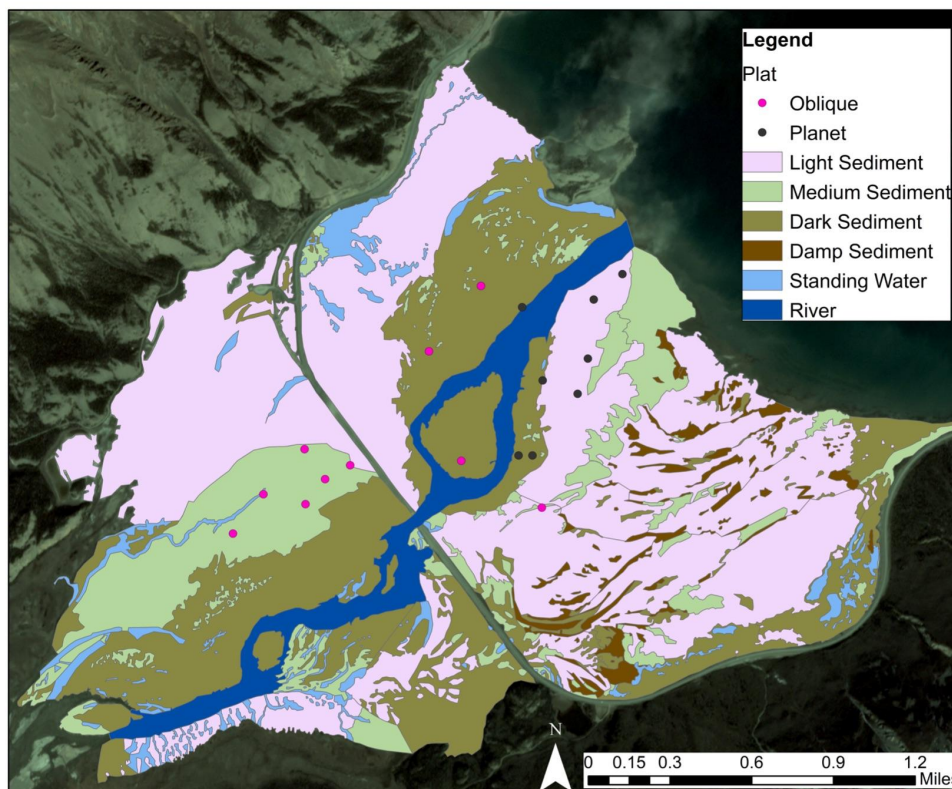 Legend
Plat
Oblique
Planet
Light Sediment
Medium Sediment
Dark Sediment
Damp Sediment
Standing Water
River
N
0 0.15 0.3 0.6 0.9 1.2
Mile